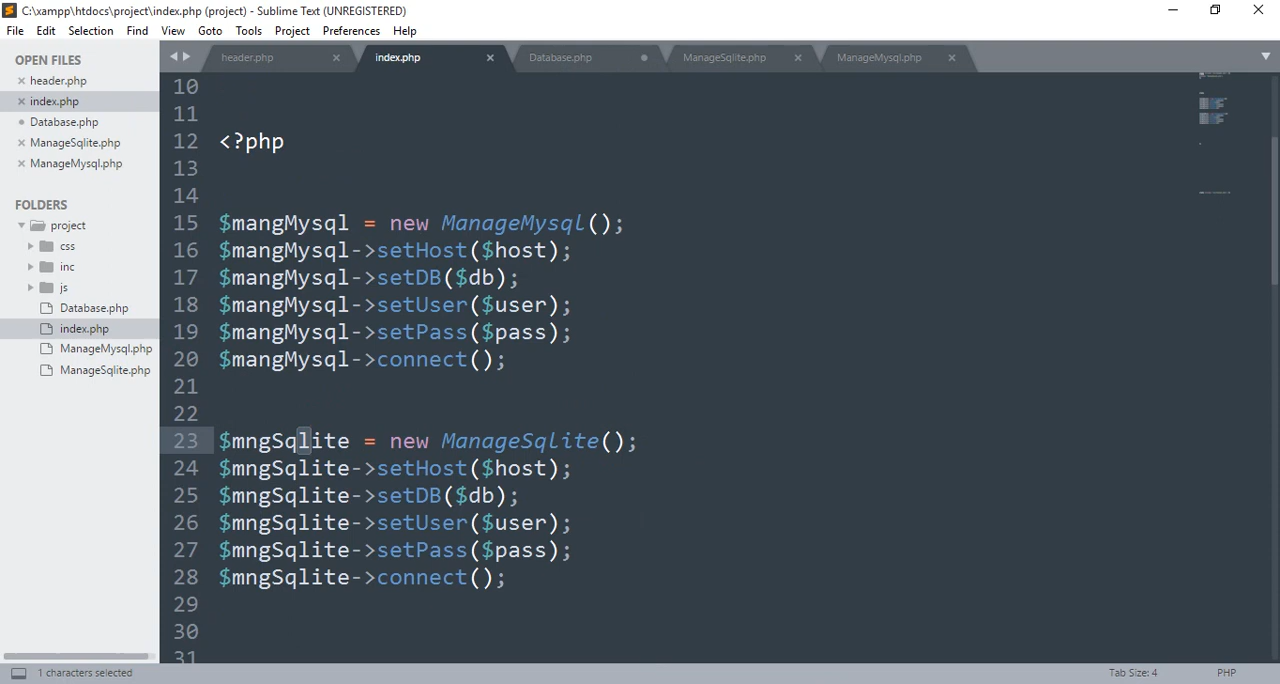 C:\xampp\htdocs\project\index.php (project) - Sublime Text (UNREGISTERED)
File Edit Selection Find View Goto Tools Project Preferences Help
OPEN FILES
header.php
index.php
Database.php
ManageSqlite.php
ManageMysql.php
FOLDERS
project
css
inc
js
Database.php
index.php
ManageMysql.php
ManageSqlite.php
header.php index.php Database.php ManageSqlite.php ManageMysql.php
10
11
12 <?php
13
14
15 $mangMysql = new ManageMysql();
16 $mangMysql->setHost($host);
17 $mangMysql->setDB($db);
18 $mangMysql->setUser($user);
19 $mangMysql->setPass($pass);
20 $mangMysql->connect();
21
22
23 $mngSqlite = new ManageSqlite();
24 $mngSqlite->setHost($host);
25 $mngSqlite->setDB($db);
26 $mngSqlite->setUser($user);
27 $mngSqlite->setPass($pass);
28 $mngSqlite->connect();
29
30
31
1 characters selected Tab Size: 4 PHP